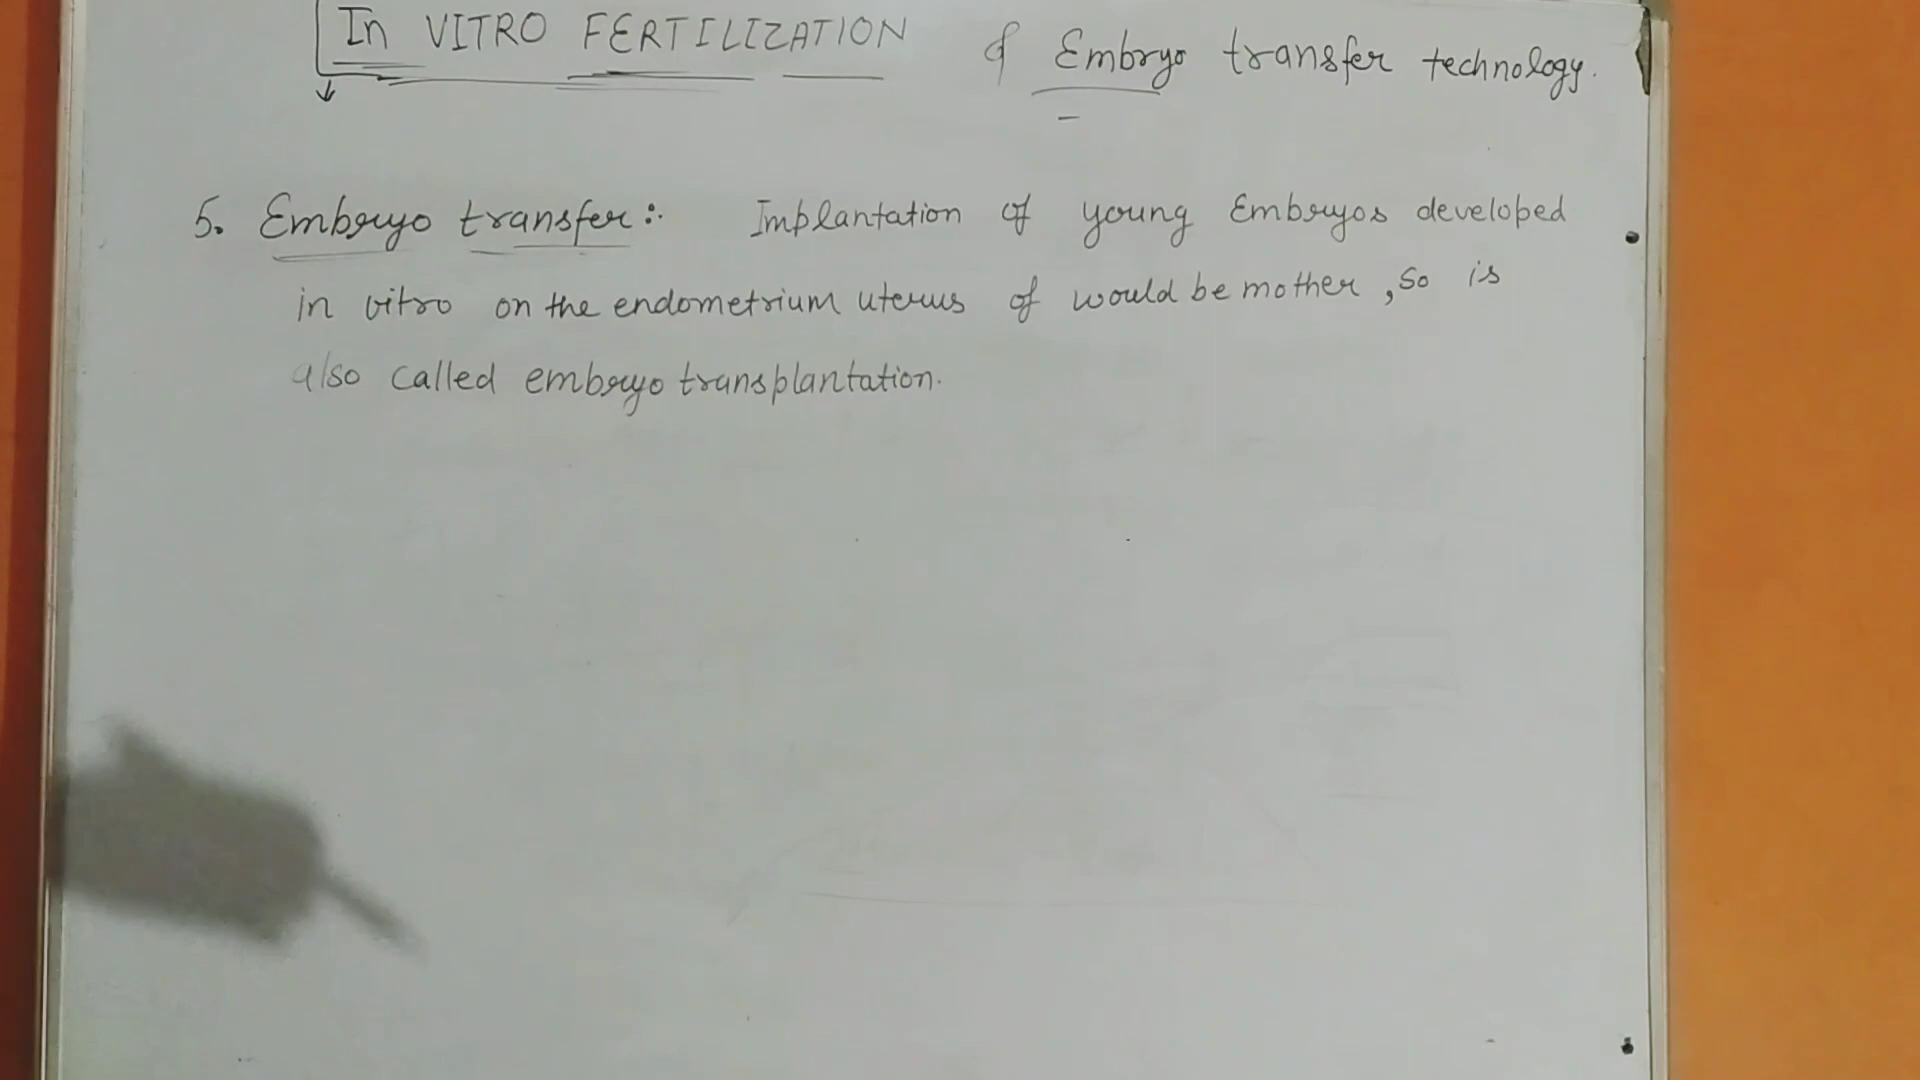 In VITRO FERTILIZATION & Embryo transfer technology.
5. Embryo transfer :. Implantation of young Embryos developed
in vitro on the endometrium uterus of would be mother, so is
also called embryo transplantation.